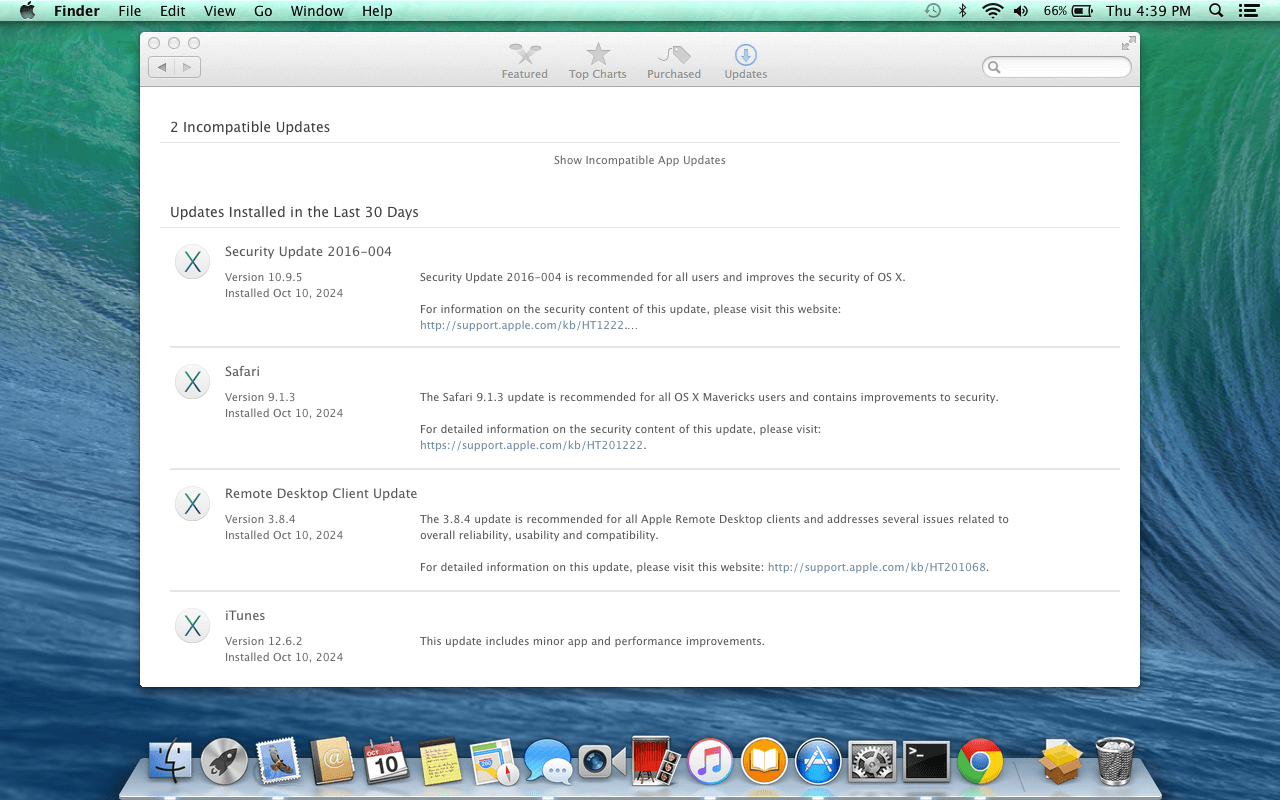 Finder File Edit View Go Window Help 66% Thu 4:39 PM
Featured Top Charts Purchased Updates
2 Incompatible Updates
Show Incompatible App Updates
Updates Installed in the Last 30 Days
Security Update 2016-004
Version 10.9.5
Installed Oct 10, 2024
Security Update 2016-004 is recommended for all users and improves the security of OS X.
For information on the security content of this update, please visit this website:
http://support.apple.com/kb/HT1222.…
Safari
Version 9.1.3
Installed Oct 10, 2024
The Safari 9.1.3 update is recommended for all OS X Mavericks users and contains improvements to security.
For detailed information on the security content of this update, please visit:
https://support.apple.com/kb/HT201222.
Remote Desktop Client Update
Version 3.8.4
Installed Oct 10, 2024
The 3.8.4 update is recommended for all Apple Remote Desktop clients and addresses several issues related to
overall reliability, usability and compatibility.
For detailed information on this update, please visit this website: http://support.apple.com/kb/HT201068.
iTunes
Version 12.6.2
Installed Oct 10, 2024
This update includes minor app and performance improvements.
OCT
10